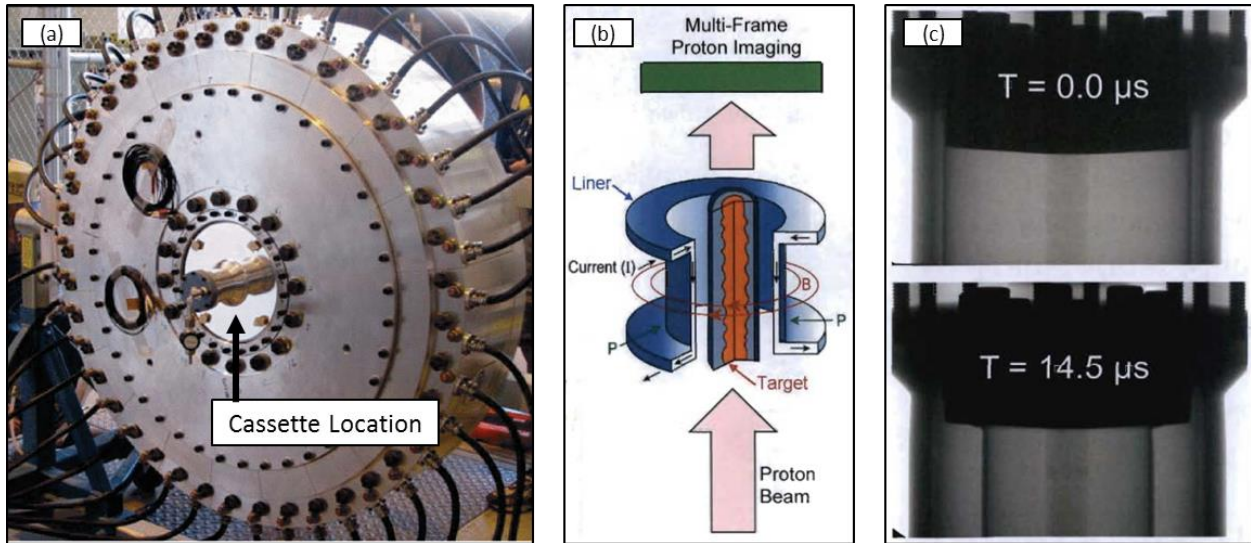 (a)
Cassette Location
(b)
Multi-Frame
Proton Imaging
Liner
Current (I)
B
P
P
Target
Proton
Beam
(c)
T = 0.0 µs
T = 14.5 µs